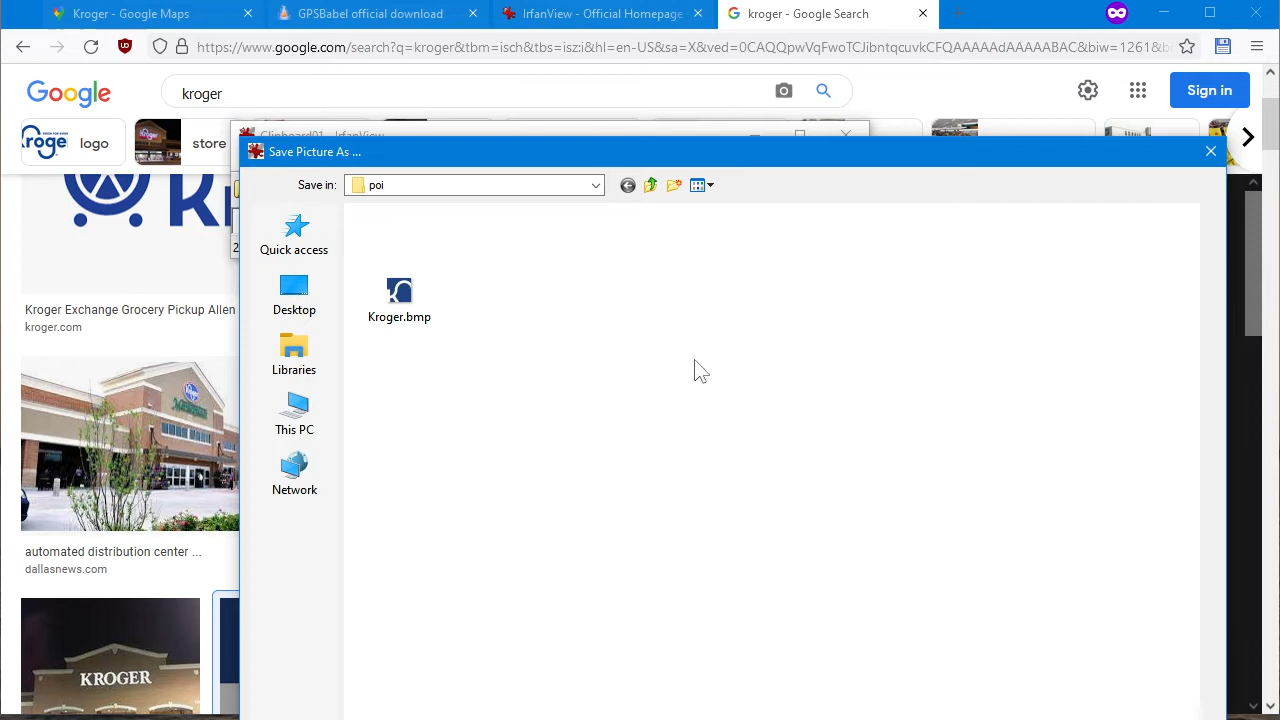 Kroger - Google Maps
GPSBabel official download
IrfanView - Official Homepage
kroger - Google Search
https://www.google.com/search?q=kroger&tbm=isch&tbs=isz:i&hl=en-US&sa=X&ved=0CAQQpwVqFwoTCJibntqcuvkCFQAAAAAdAAAAABAC&biw=1261&b
Google
kroger
Sign in
logo
store
Clipboard01 - IrfanView
Save Picture As ...
Save in:
poi
Quick access
Desktop
Libraries
This PC
Network
Kroger.bmp
Kroger Exchange Grocery Pickup Allen
kroger.com
automated distribution center ...
dallasnews.com
KROGER